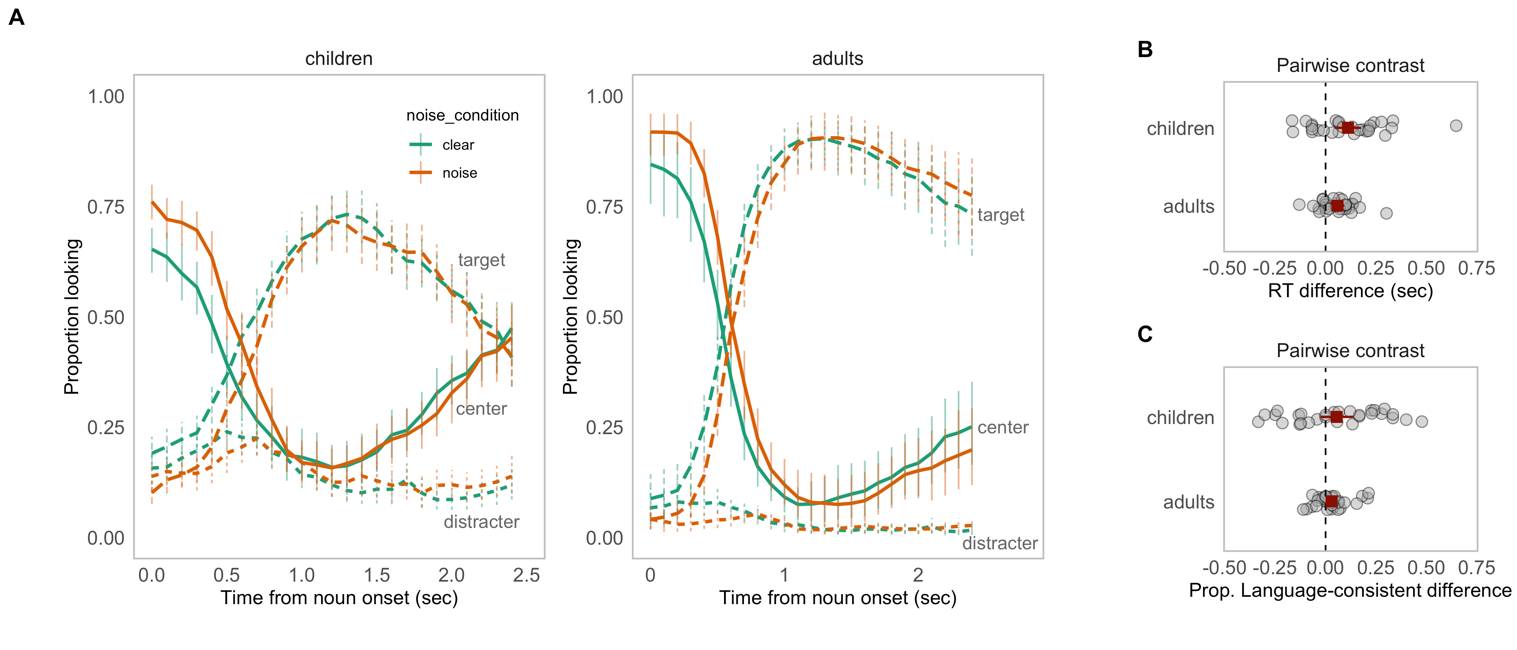 A
children
1.00
0.75
0.50
0.25
0.00
Proportion looking
noise_condition
clear
noise
target
center
distracter
0.0 0.5 1.0 1.5 2.0 2.5
Time from noun onset (sec)
adults
1.00
0.75
0.50
0.25
0.00
Proportion looking
target
center
distracter
0 1 2
Time from noun onset (sec)
B
Pairwise contrast
children
adults
-0.50 -0.25 0.00 0.25 0.50 0.75
RT difference (sec)
C
Pairwise contrast
children
adults
-0.50 -0.25 0.00 0.25 0.50 0.75
Prop. Language-consistent difference